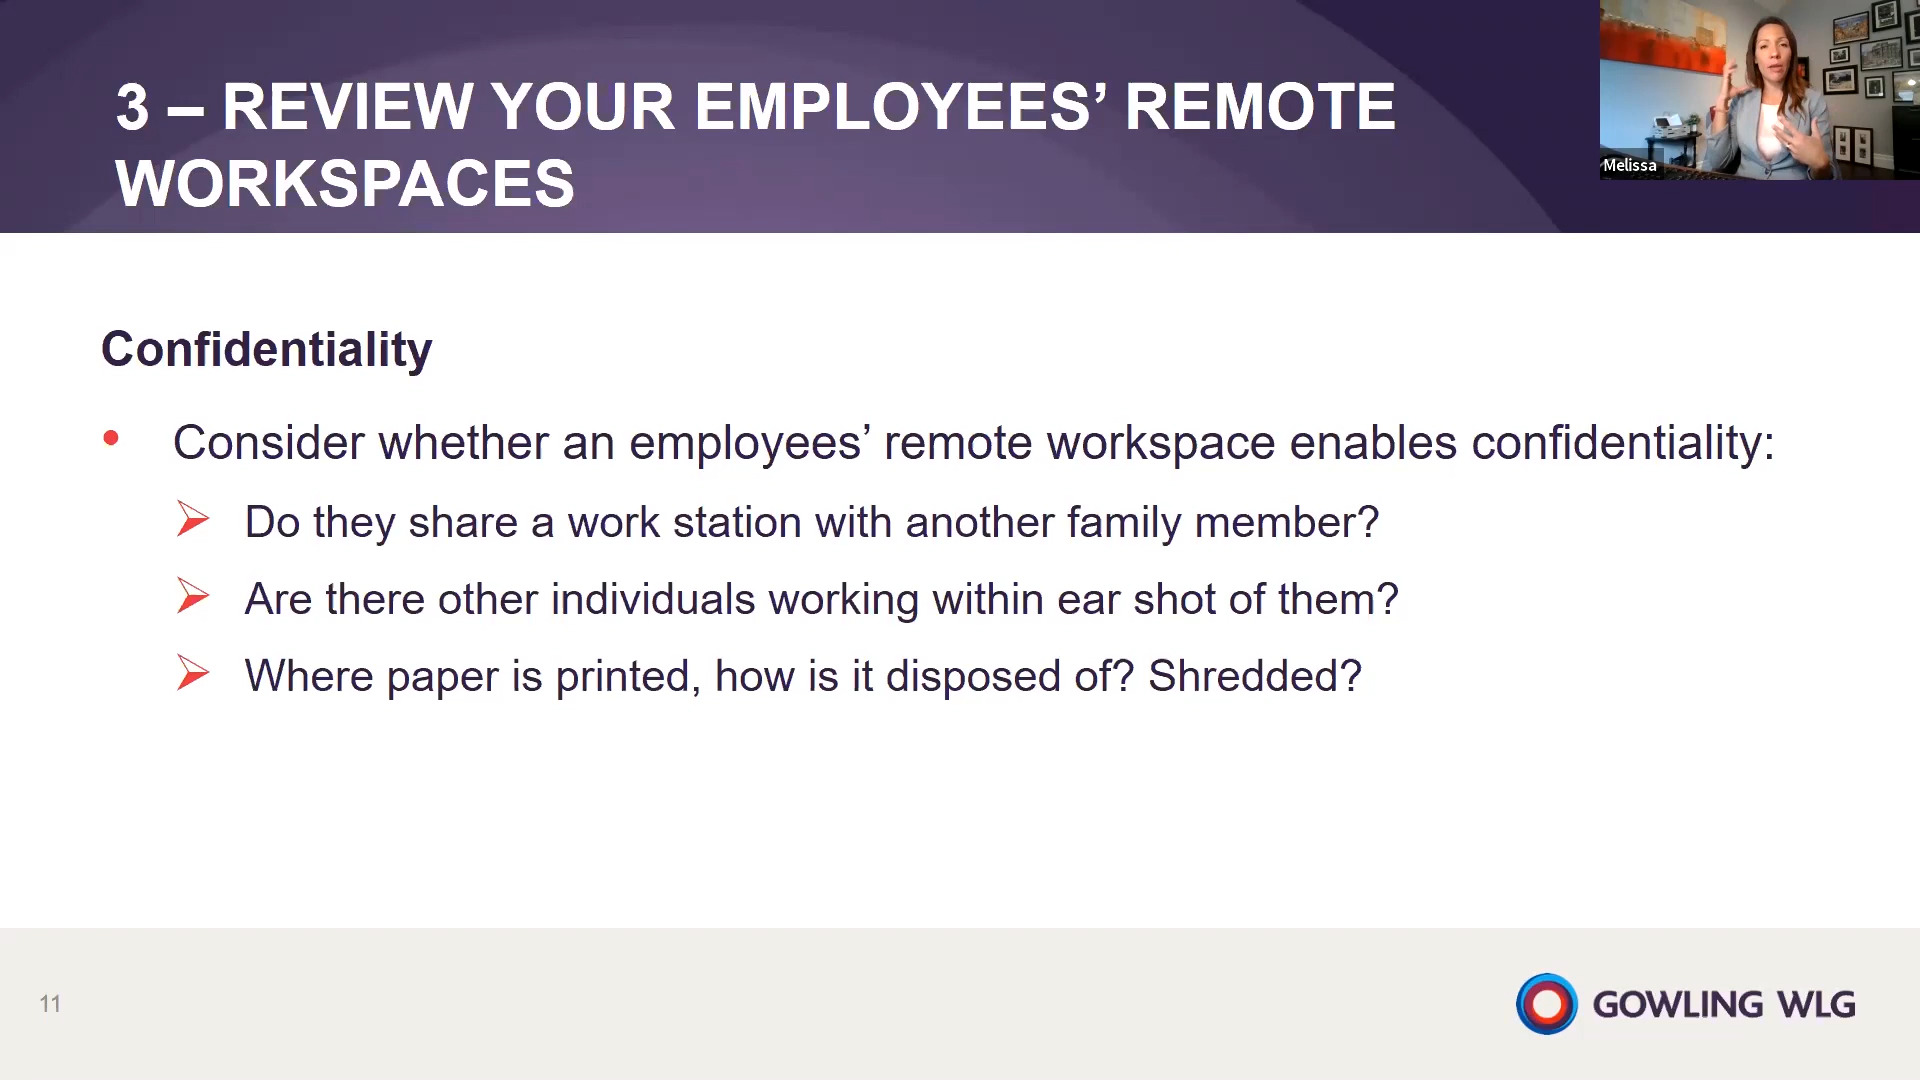 3 – REVIEW YOUR EMPLOYEES’ REMOTE
WORKSPACES
Melissa
Confidentiality
• Consider whether an employees’ remote workspace enables confidentiality:
➢ Do they share a work station with another family member?
➢ Are there other individuals working within ear shot of them?
➢ Where paper is printed, how is it disposed of? Shredded?
11
GOWLING WLG